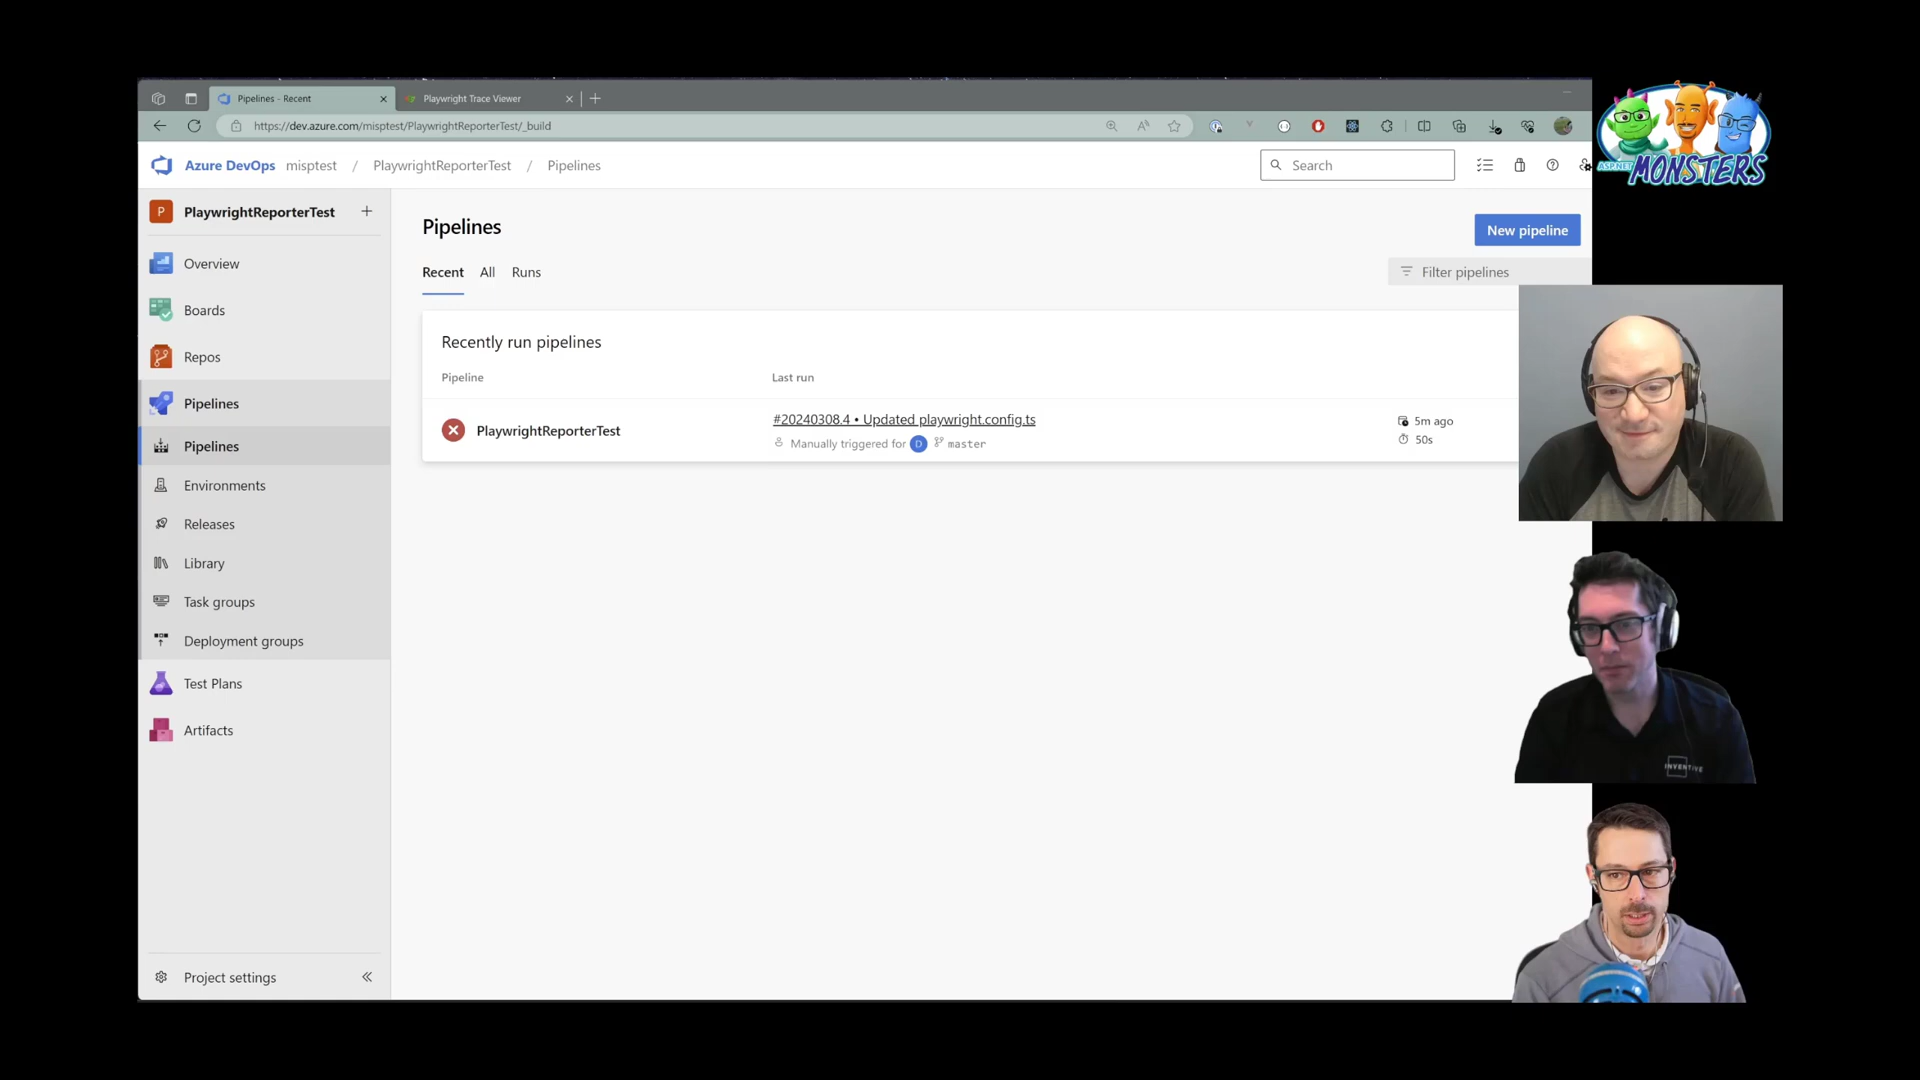 Pipelines - Recent
Playwright Trace Viewer
https://dev.azure.com/misptest/PlaywrightReporterTest/_build
Azure DevOps misptest / PlaywrightReporterTest / Pipelines
Search
ASP.NET
MONSTERS
P PlaywrightReporterTest
Overview
Boards
Repos
Pipelines
Pipelines
Environments
Releases
Library
Task groups
Deployment groups
Test Plans
Artifacts
Project settings
Pipelines
New pipeline
Recent All Runs
Filter pipelines
Recently run pipelines
Pipeline Last run
PlaywrightReporterTest
#20240308.4 • Updated playwright.config.ts
5m ago
Manually triggered for D master
50s
INVENTIVE